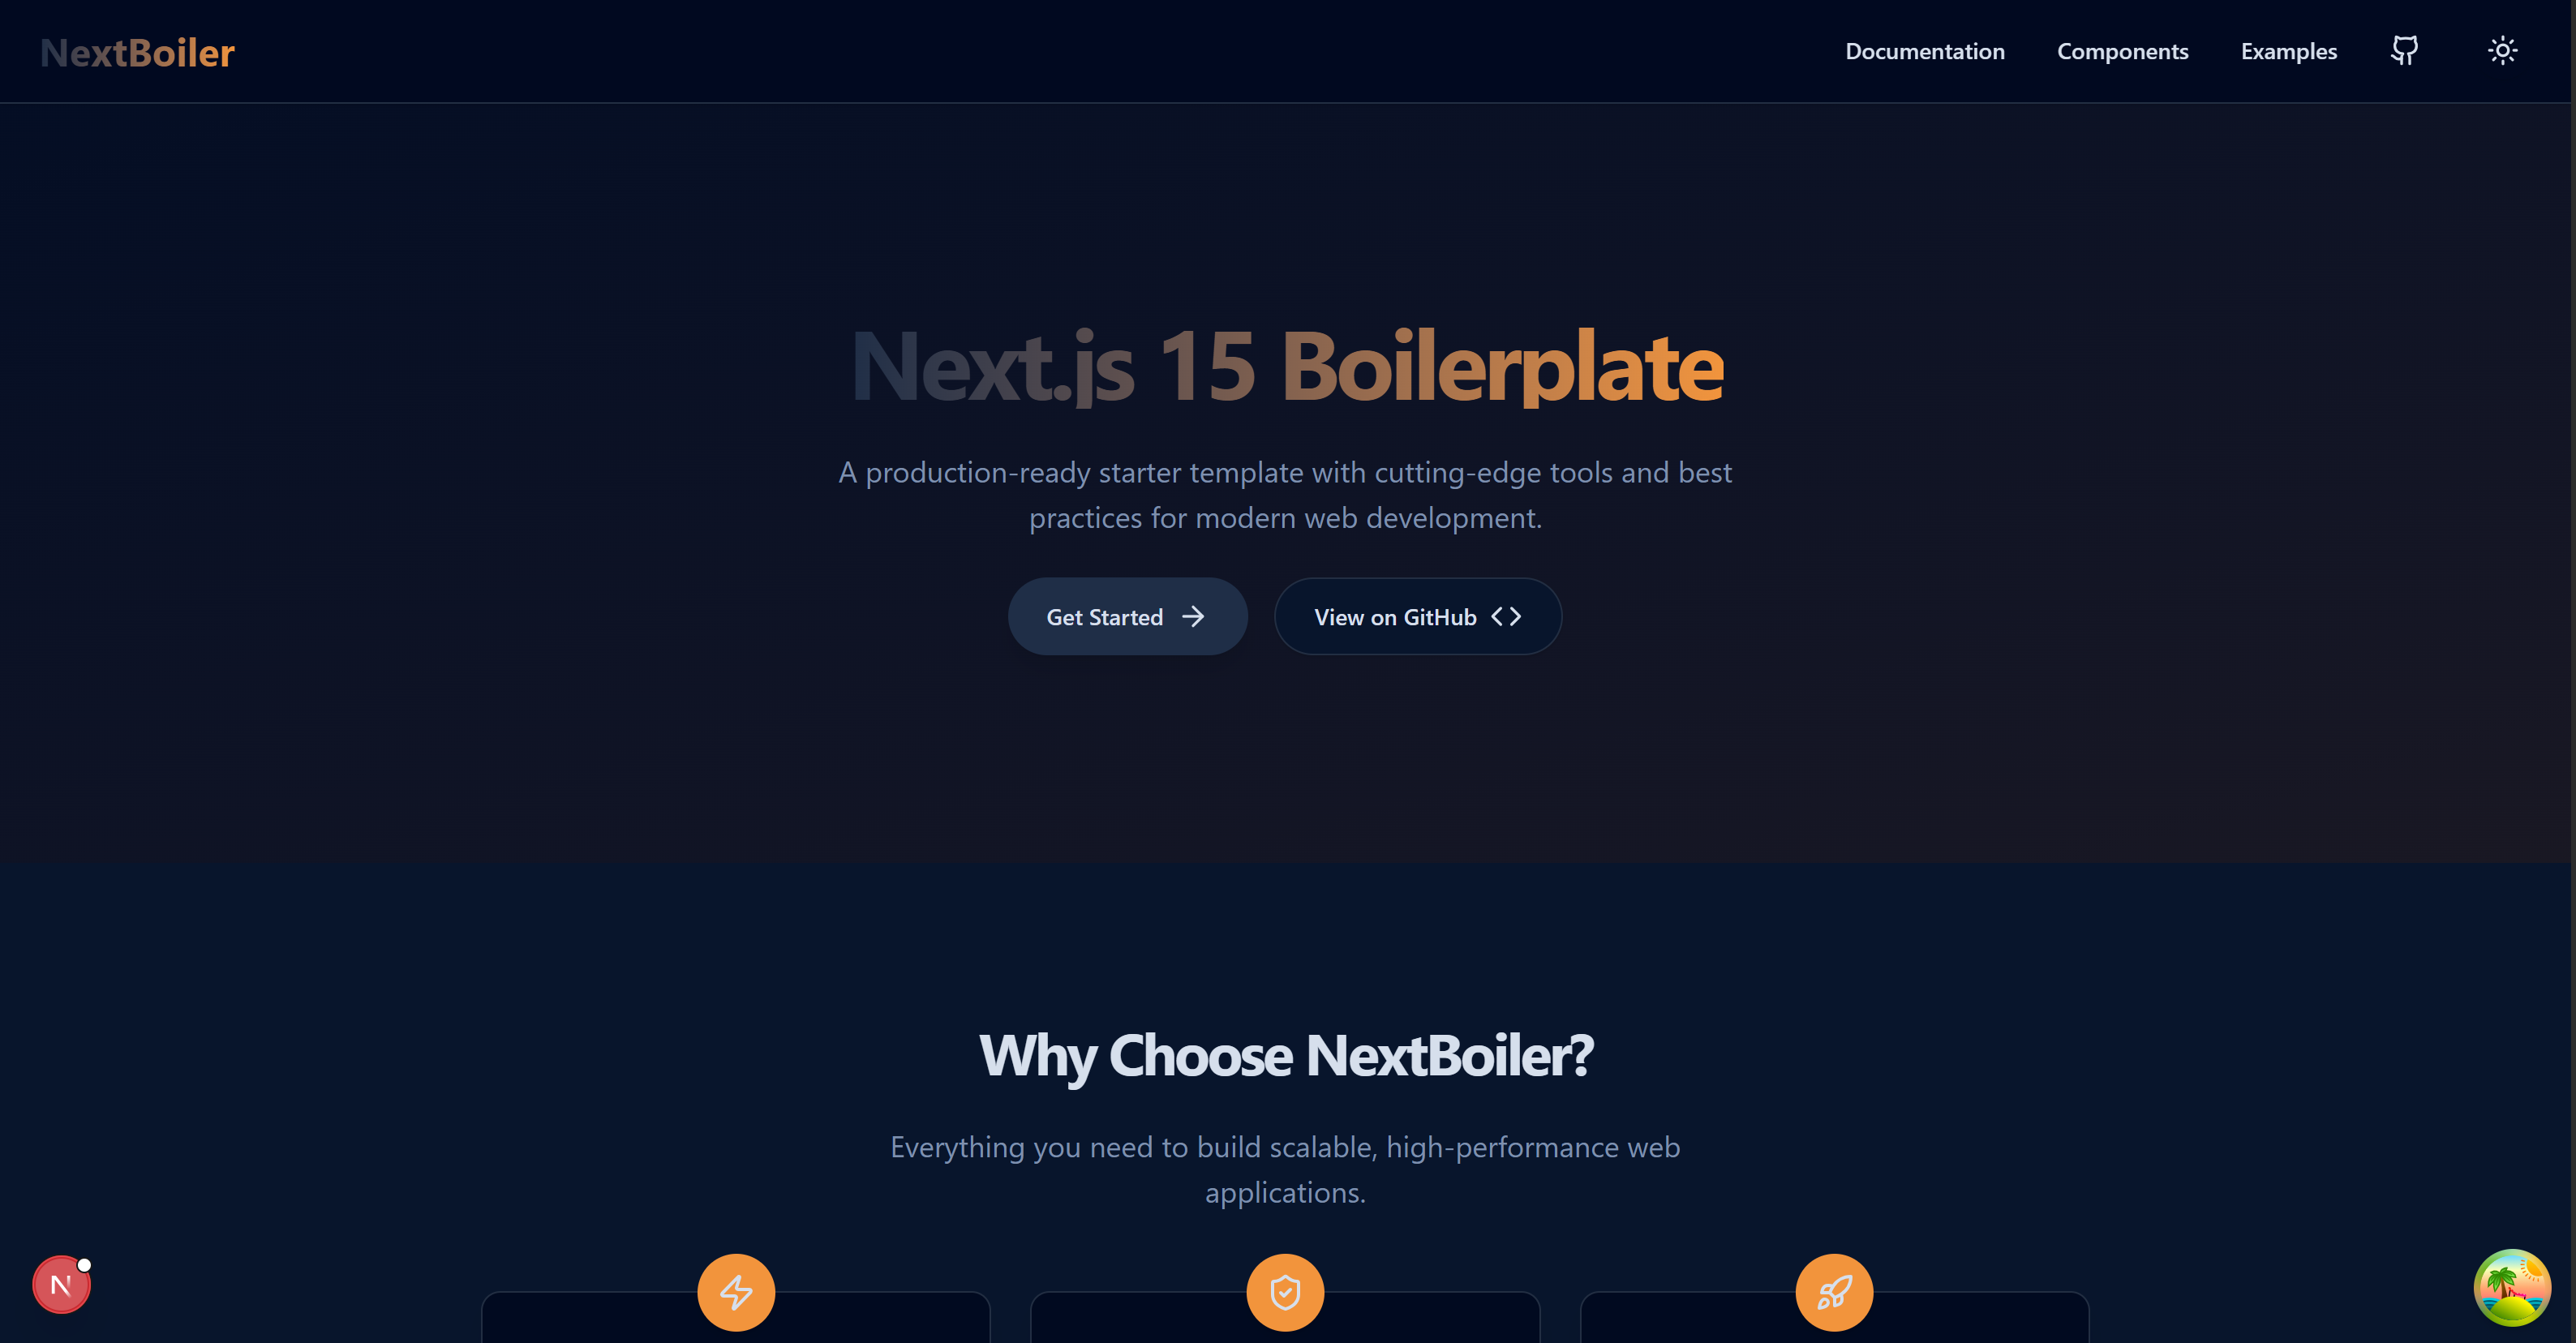 NextBoiler
Documentation
Components
Examples
Next.js 15 Boilerplate
A production-ready starter template with cutting-edge tools and best
practices for modern web development.
Get Started
View on GitHub
Why Choose NextBoiler?
Everything you need to build scalable, high-performance web
applications.
N